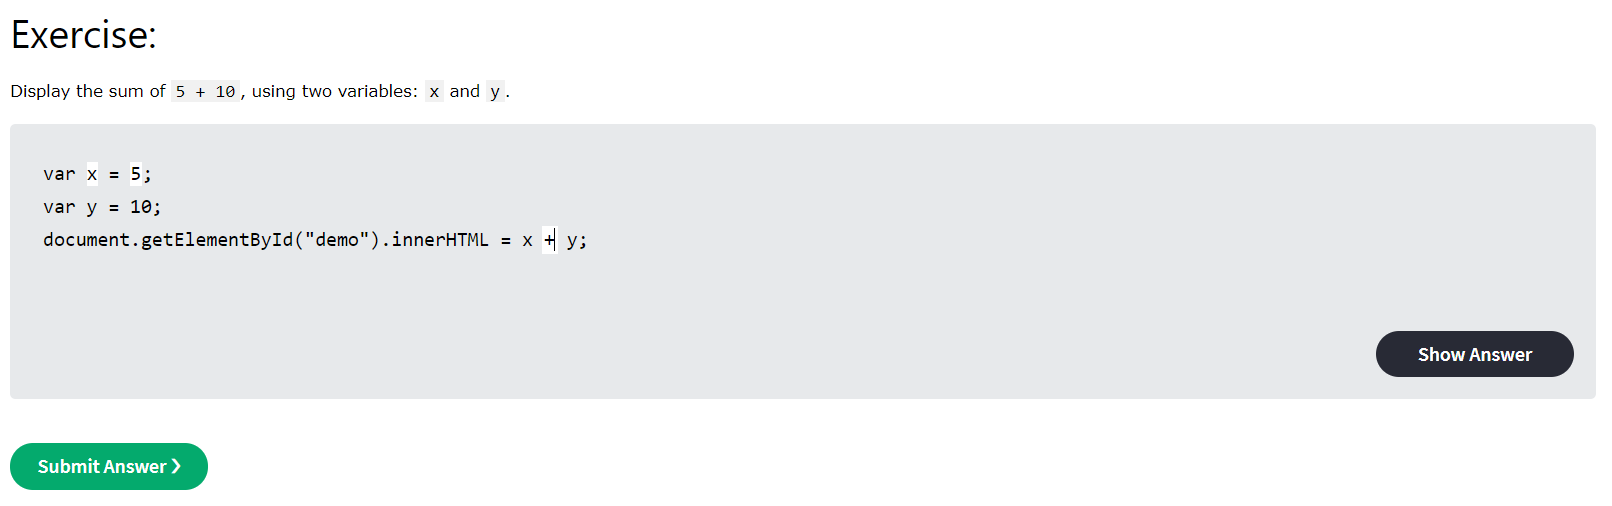 Exercise:
Display the sum of 5 + 10, using two variables: x and y.
var x = 5;
var y = 10;
document.getElementById("demo").innerHTML = x + y;
Show Answer
Submit Answer ❯